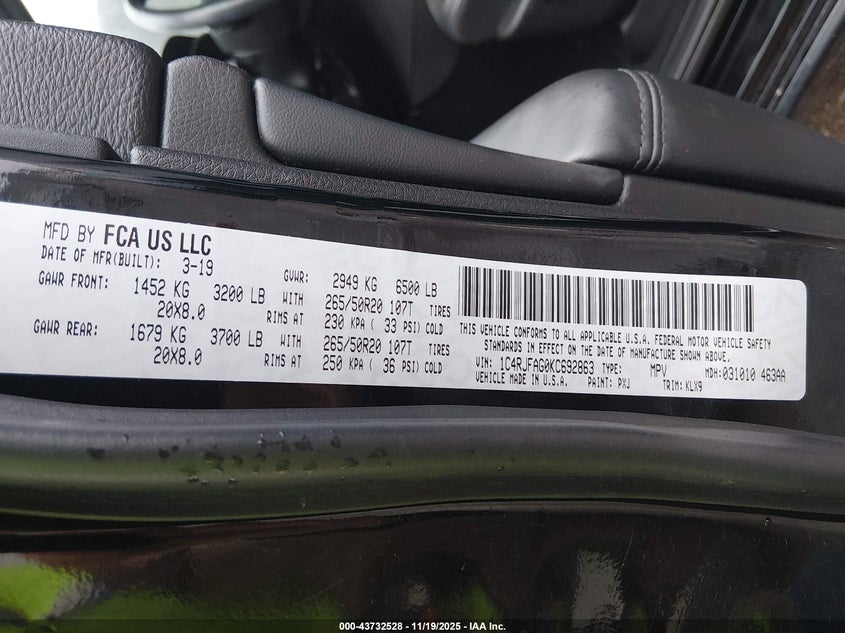 MFD BY FCA US LLC
DATE OF MFR(BUILT): 3-19 GVWR: 2949 KG 6500 LB
GAWR FRONT: 1452 KG 3200 LB WITH 265/50R20 107T TIRES
20X8.0 RIMS AT 230 KPA ( 33 PSI) COLD
GAWR REAR: 1679 KG 3700 LB WITH 265/50R20 107T TIRES
20X8.0 RIMS AT 250 KPA ( 36 PSI) COLD
THIS VEHICLE CONFORMS TO ALL APPLICABLE U.S.A. FEDERAL MOTOR VEHICLE SAFETY
STANDARDS IN EFFECT ON THE DATE OF MANUFACTURE SHOWN ABOVE.
VIN: 1C4RJFAG0KC692863 TYPE: MPV MDH:031010 463AA
VEHICLE MADE IN U.S.A. PAINT: PXJ TRIM: KLX9
000-43732528 - 11/19/2025 - IAA Inc.